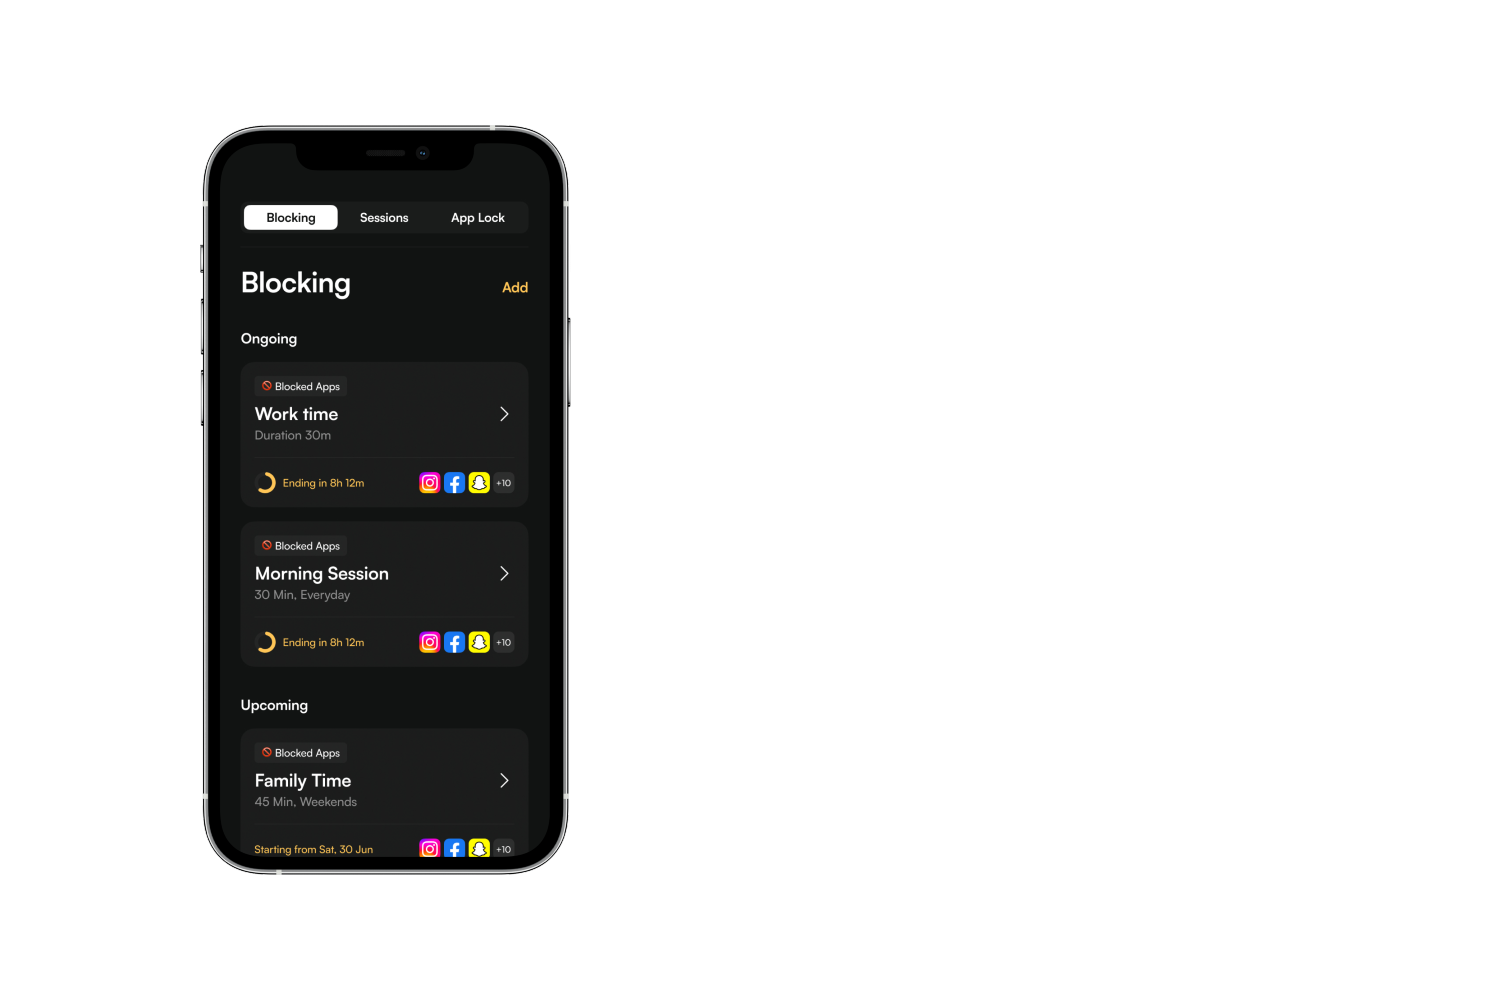 Blocking Sessions App Lock
Blocking
Add
Ongoing
Blocked Apps
Work time
Duration 30m
Ending in 8h 12m
+10
Blocked Apps
Morning Session
30 Min, Everyday
Ending in 8h 12m
+10
Upcoming
Blocked Apps
Family Time
45 Min, Weekends
Starting from Sat, 30 Jun
+10